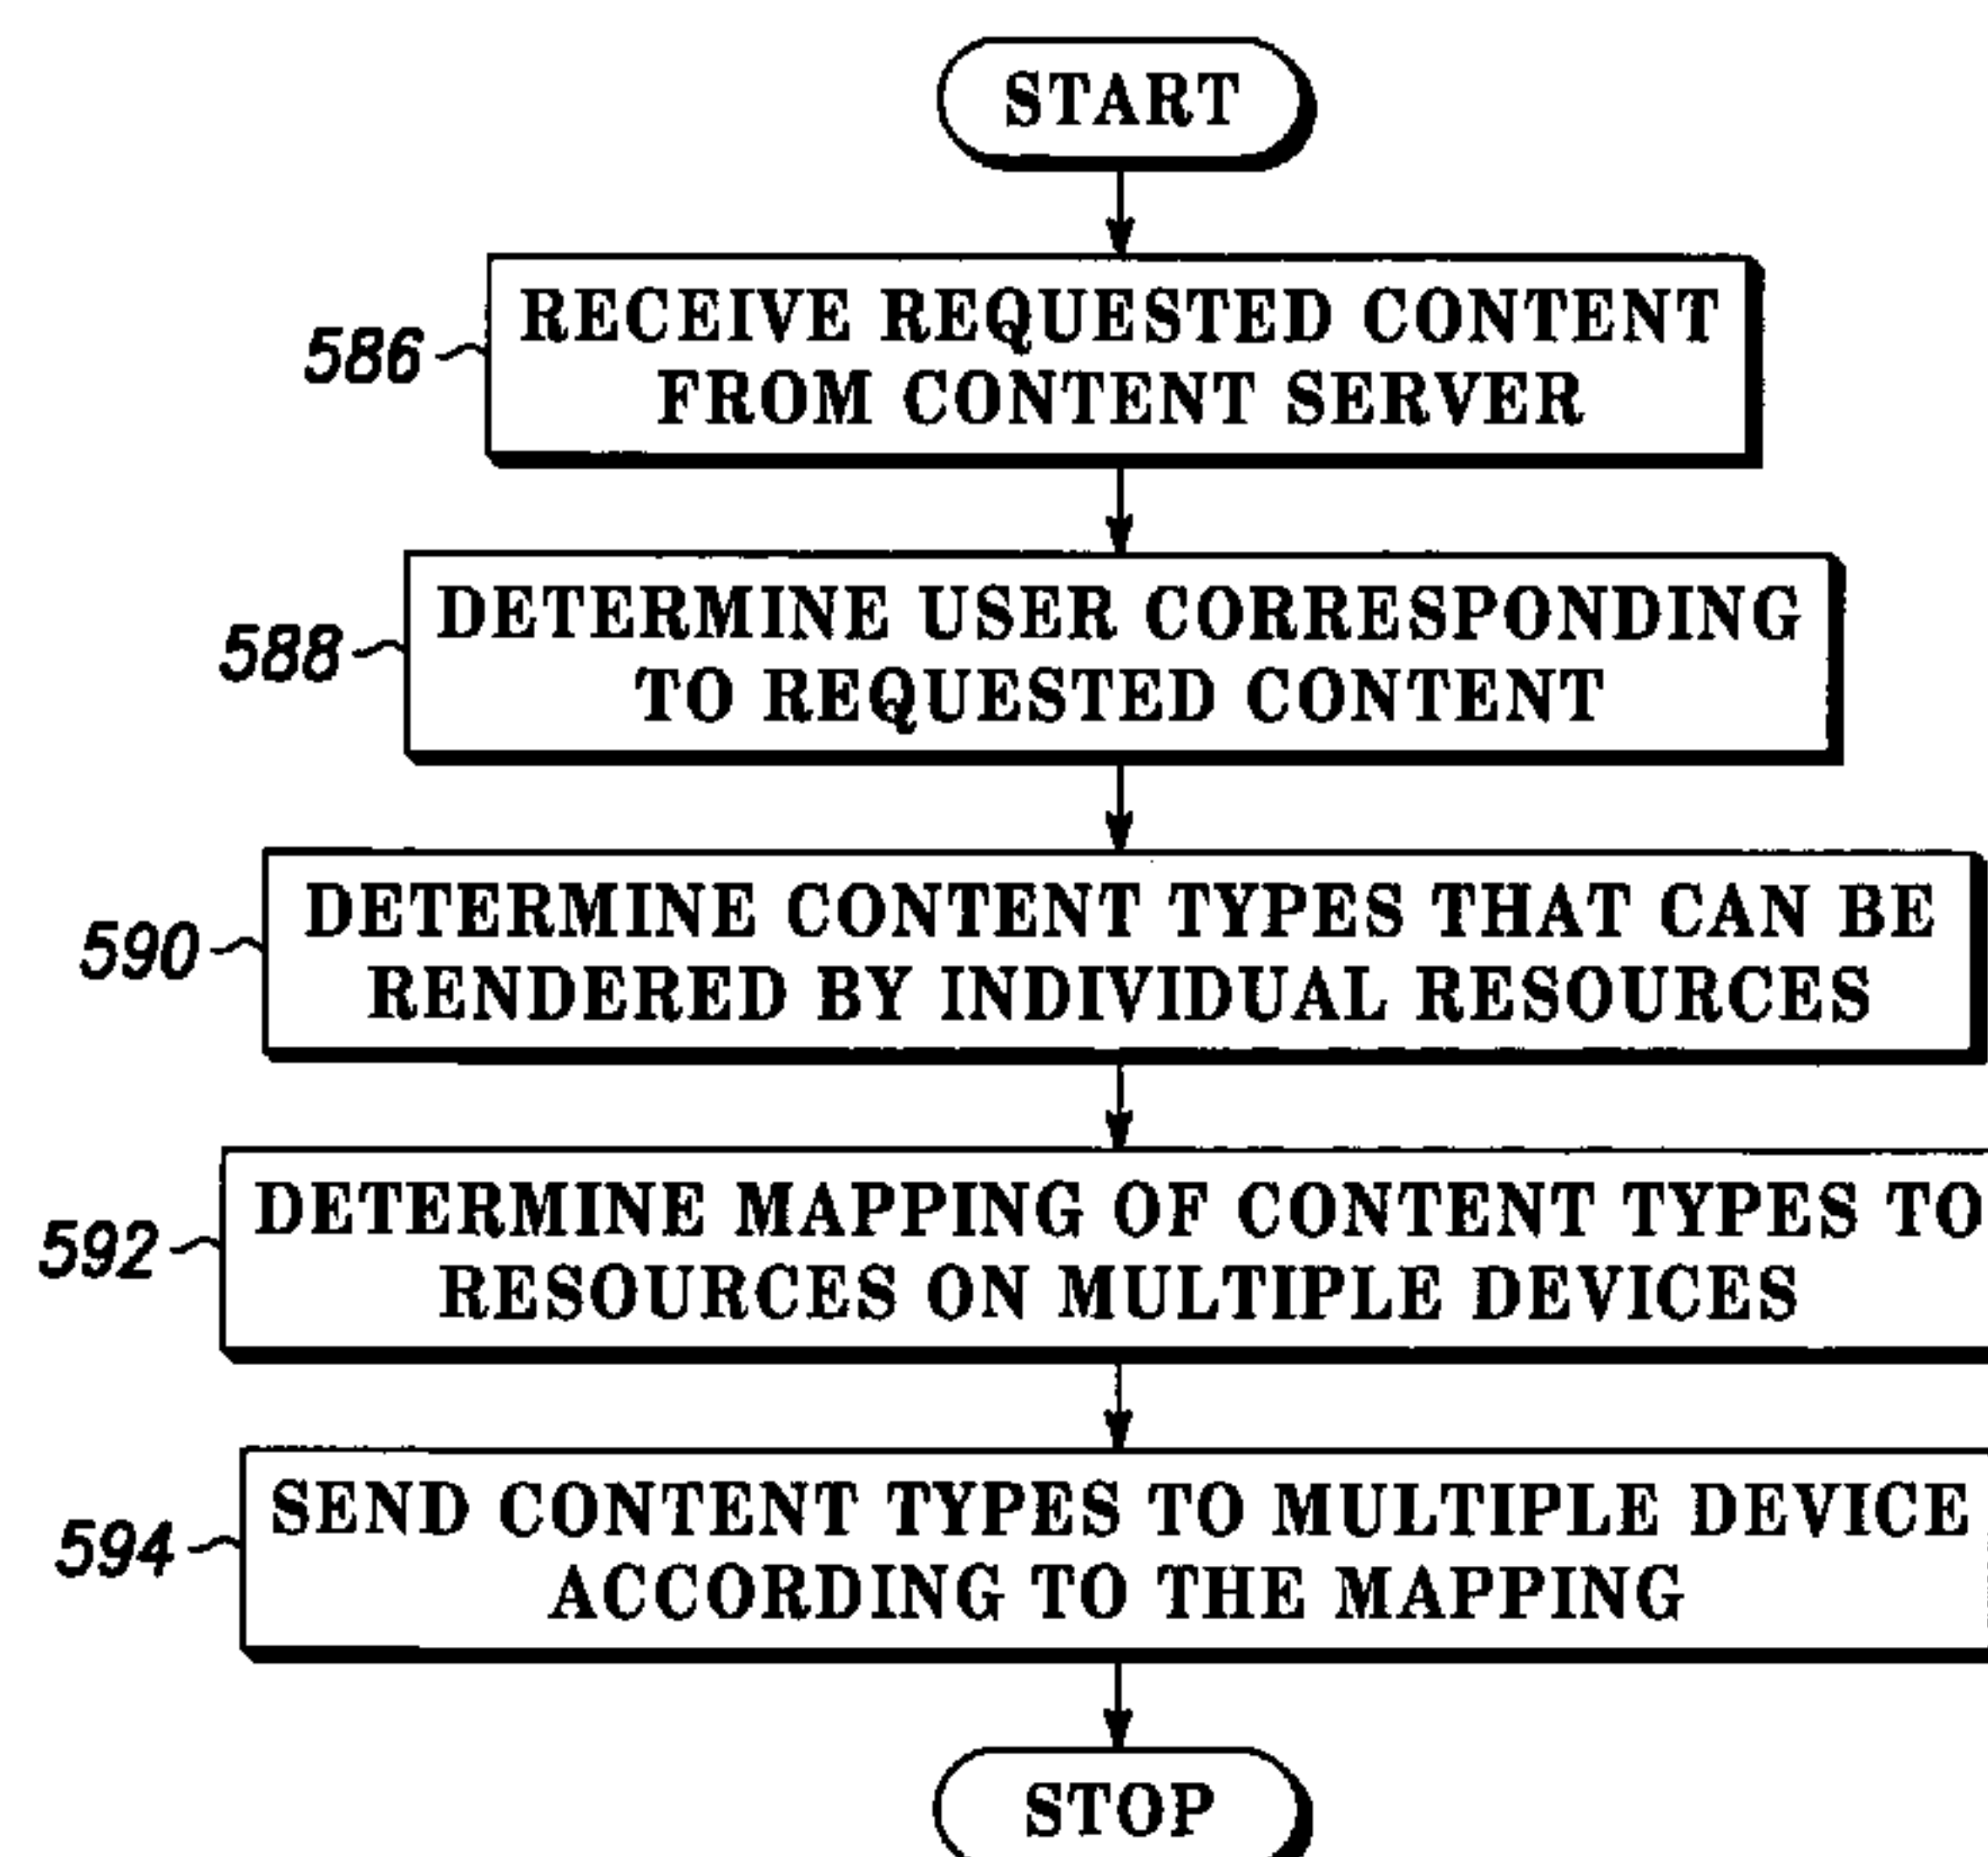 START
586
RECEIVE REQUESTED CONTENT
FROM CONTENT SERVER
588
DETERMINE USER CORRESPONDING
TO REQUESTED CONTENT
590
DETERMINE CONTENT TYPES THAT CAN BE
RENDERED BY INDIVIDUAL RESOURCES
592
DETERMINE MAPPING OF CONTENT TYPES TO
RESOURCES ON MULTIPLE DEVICES
594
SEND CONTENT TYPES TO MULTIPLE DEVICE
ACCORDING TO THE MAPPING
STOP